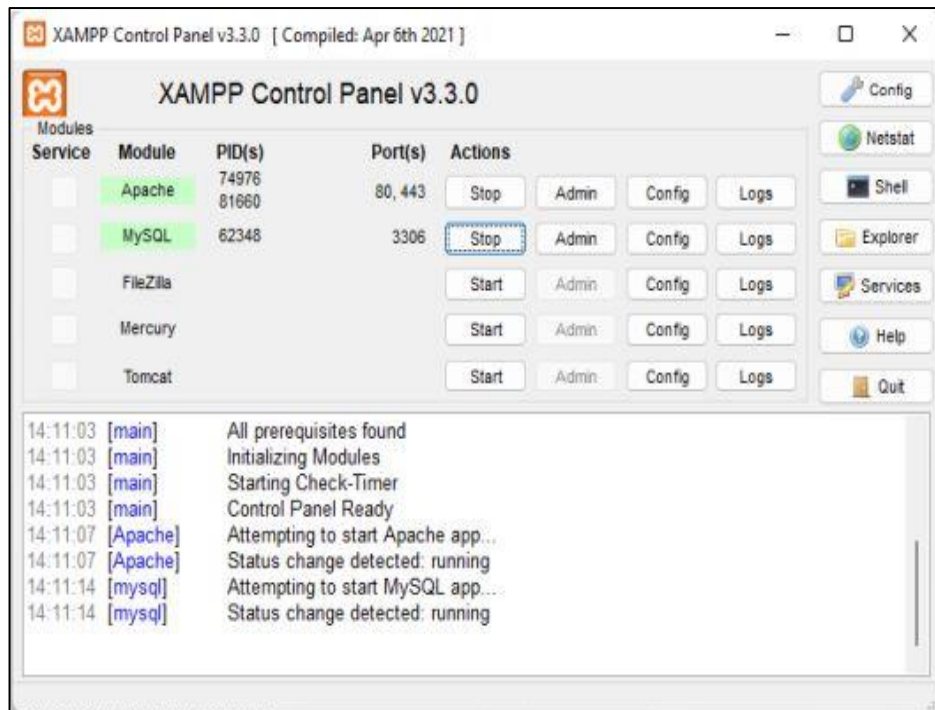 XAMPP Control Panel v3.3.0 [ Compiled: Apr 6th 2021 ]
XAMPP Control Panel v3.3.0
Config
Modules
Service Module PID(s) Port(s) Actions
Netstat
Apache 74976 81660 80, 443 Stop Admin Config Logs
Shell
MySQL 62348 3306 Stop Admin Config Logs
Explorer
FileZilla Start Admin Config Logs
Services
Mercury Start Admin Config Logs
Help
Tomcat Start Admin Config Logs
Quit
14:11:03 [main] All prerequisites found
14:11:03 [main] Initializing Modules
14:11:03 [main] Starting Check-Timer
14:11:03 [main] Control Panel Ready
14:11:07 [Apache] Attempting to start Apache app...
14:11:07 [Apache] Status change detected: running
14:11:14 [mysql] Attempting to start MySQL app...
14:11:14 [mysql] Status change detected: running